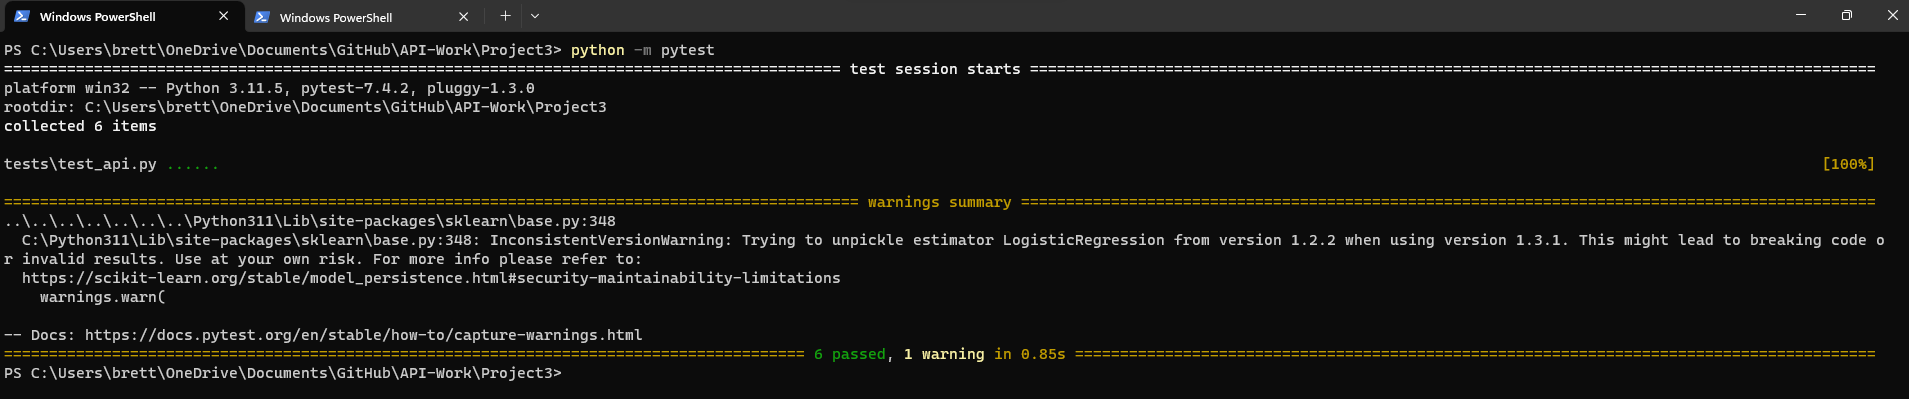 Windows PowerShell
Windows PowerShell
PS C:\Users\brett\OneDrive\Documents\GitHub\API-Work\Project3> python -m pytest
============================================================================================= test session starts ==============================================================================================
platform win32 -- Python 3.11.5, pytest-7.4.2, pluggy-1.3.0
rootdir: C:\Users\brett\OneDrive\Documents\GitHub\API-Work\Project3
collected 6 items
tests\test_api.py ...... [100%]
=============================================================================================== warnings summary ===============================================================================================
..\..\..\..\..\..\..\Python311\Lib\site-packages\sklearn\base.py:348
C:\Python311\Lib\site-packages\sklearn\base.py:348: InconsistentVersionWarning: Trying to unpickle estimator LogisticRegression from version 1.2.2 when using version 1.3.1. This might lead to breaking code o
r invalid results. Use at your own risk. For more info please refer to:
https://scikit-learn.org/stable/model_persistence.html#security-maintainability-limitations
warnings.warn(
-- Docs: https://docs.pytest.org/en/stable/how-to/capture-warnings.html
========================================================================================= 6 passed, 1 warning in 0.85s =========================================================================================
PS C:\Users\brett\OneDrive\Documents\GitHub\API-Work\Project3>